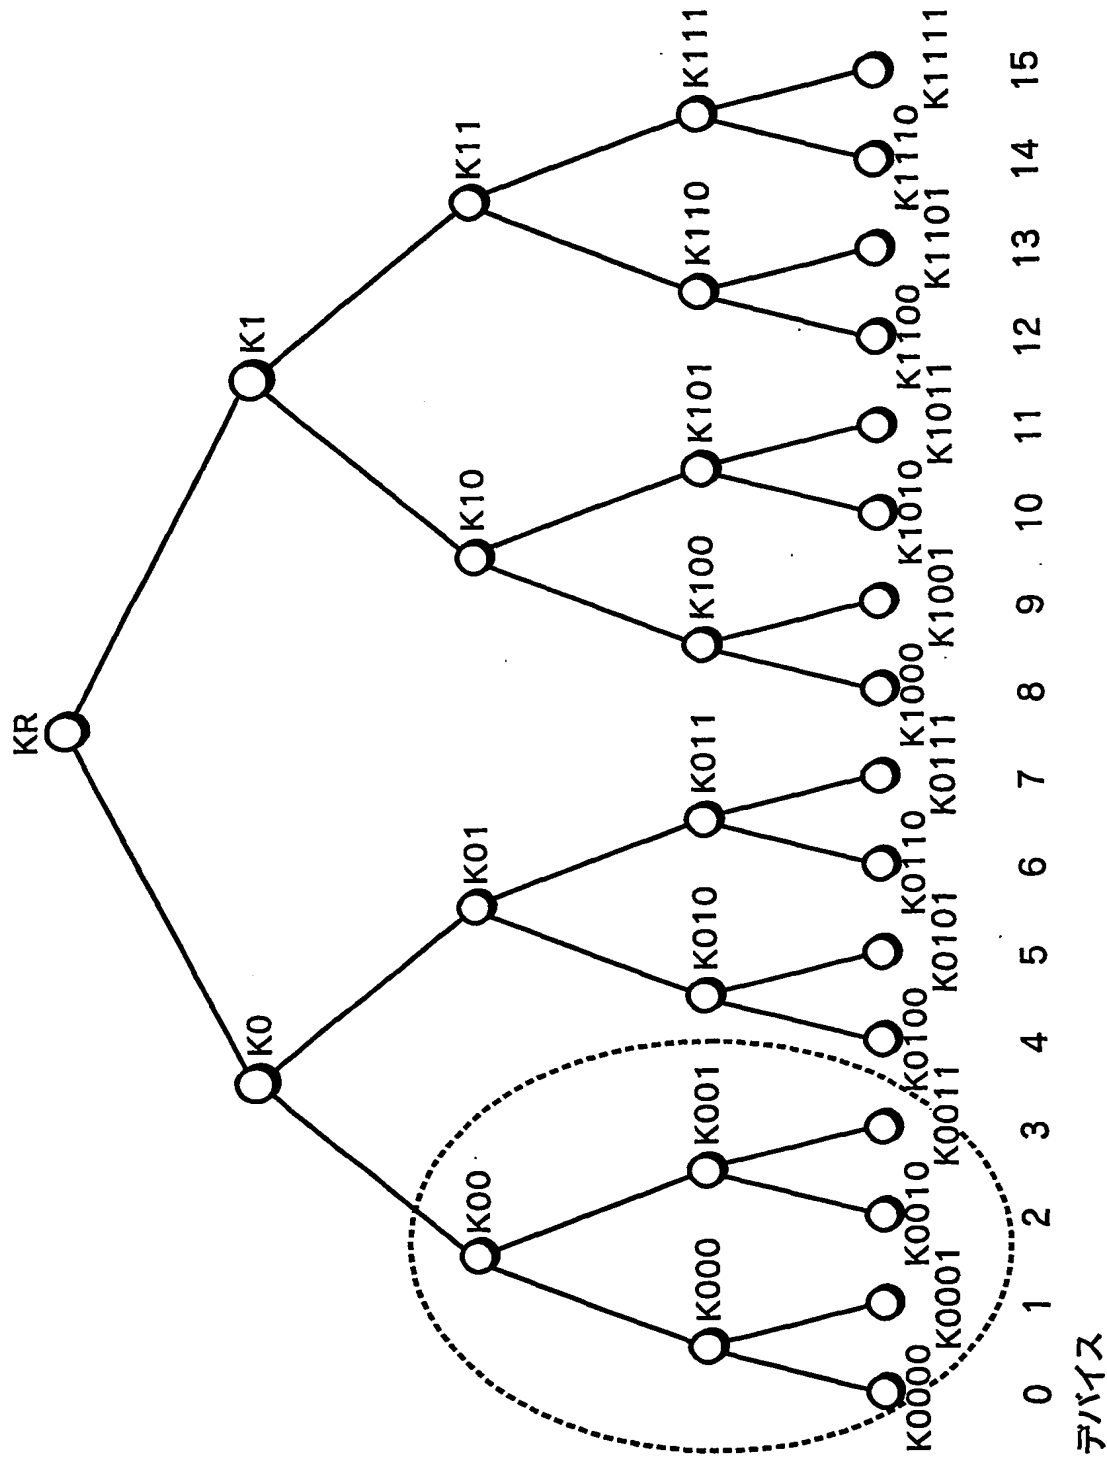 KR
K0
K1
K00
K01
K10
K11
K000
K001
K010
K011
K100
K101
K110
K111
K0000
K0001
K0010
K0011
K0100
K0101
K0110
K0111
K1000
K1001
K1010
K1011
K1100
K1101
K1110
K1111
0 1 2 3 4 5 6 7 8 9 10 11 12 13 14 15
デバイス